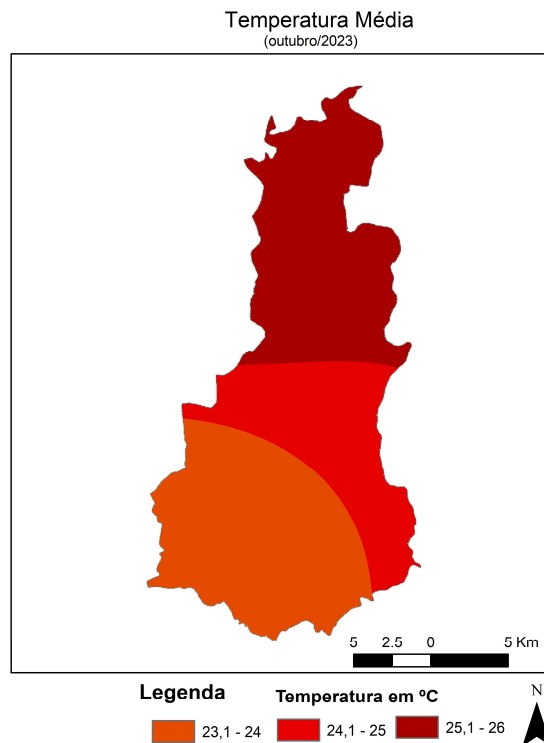 Temperatura Média
(outubro/2023)
5 2.5 0 5 Km
Legenda
Temperatura em ºC
N
23,1 - 24
24,1 - 25
25,1 - 26